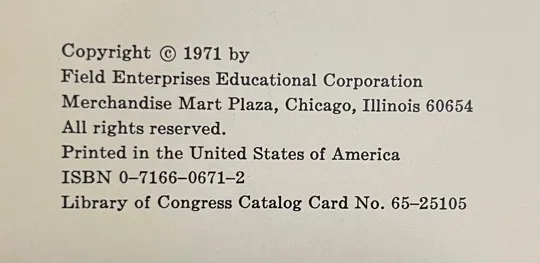 Copyright © 1971 by
Field Enterprises Educational Corporation
Merchandise Mart Plaza, Chicago, Illinois 60654
All rights reserved.
Printed in the United States of America
ISBN 0–7166–0671–2
Library of Congress Catalog Card No. 65–25105